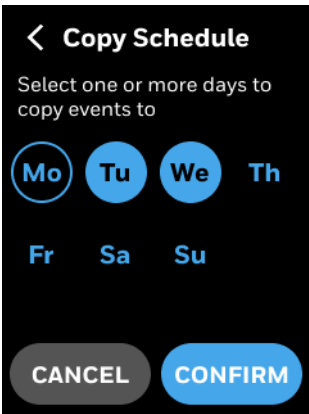 Copy Schedule
Select one or more days to
copy events to
Mo Tu We Th
Fr Sa Su
CANCEL CONFIRM